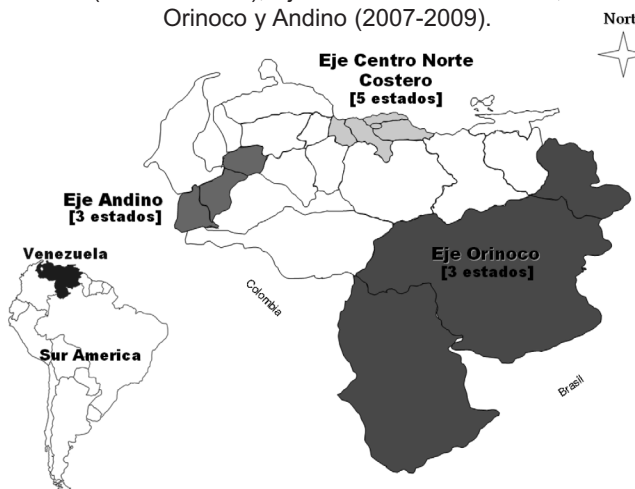 Orinoco y Andino (2007-2009).
Eje Centro Norte
Costero
[5 estados]
Eje Andino
[3 estados]
Eje Orinoco
[3 estados]
Venezuela
Sur America
Colombia
Brasil